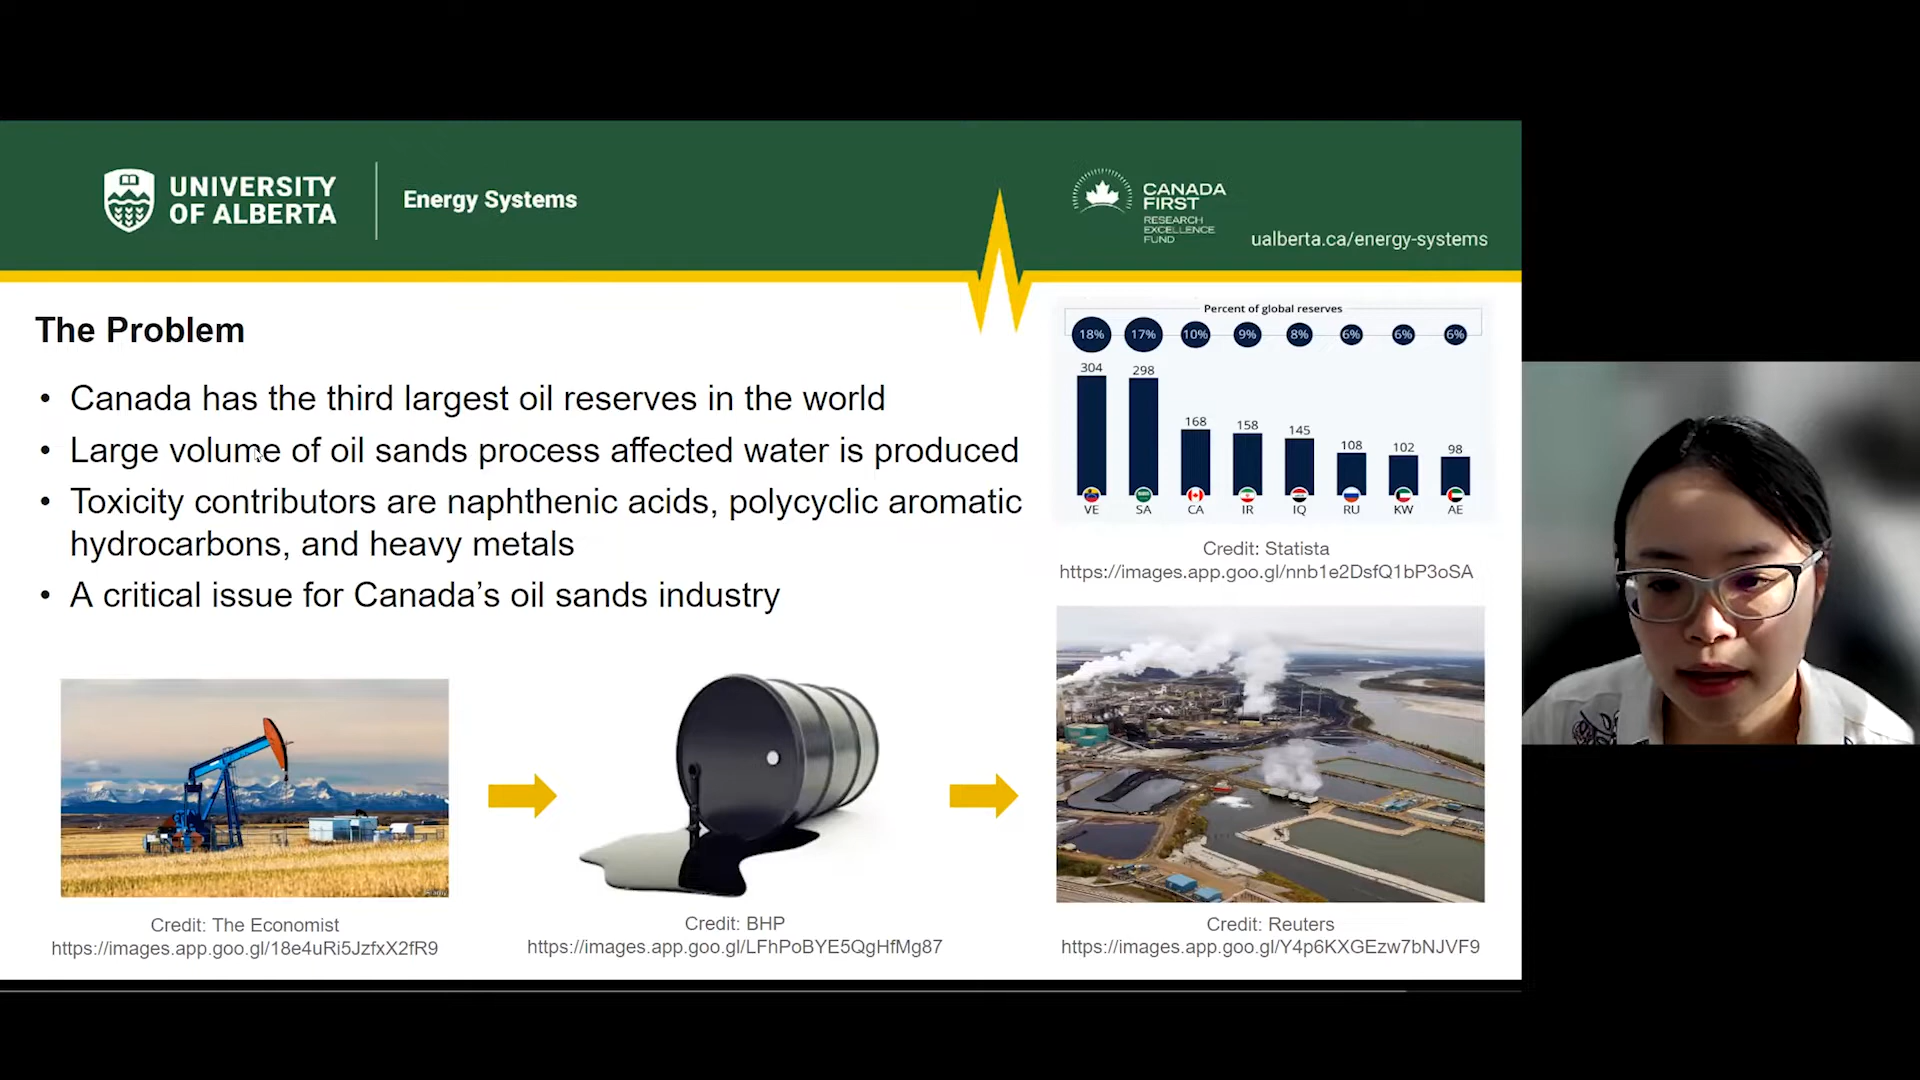 UNIVERSITY
OF ALBERTA
Energy Systems
CANADA
FIRST
RESEARCH
EXCELLENCE
FUND
ualberta.ca/energy-systems
The Problem
• Canada has the third largest oil reserves in the world
• Large volume of oil sands process affected water is produced
• Toxicity contributors are naphthenic acids, polycyclic aromatic
hydrocarbons, and heavy metals
• A critical issue for Canada’s oil sands industry
Percent of global reserves
18% 17% 10% 9% 8% 6% 6% 6%
304 298 168 158 145 108 102 98
VE SA CA IR IQ RU KW AE
Credit: Statista
https://images.app.goo.gl/nnb1e2DsfQ1bP3oSA
Credit: The Economist
https://images.app.goo.gl/18e4uRi5JzfxX2fR9
Credit: BHP
https://images.app.goo.gl/LFhPoBYE5QgHfMg87
Credit: Reuters
https://images.app.goo.gl/Y4p6KXGEzw7bNJVF9